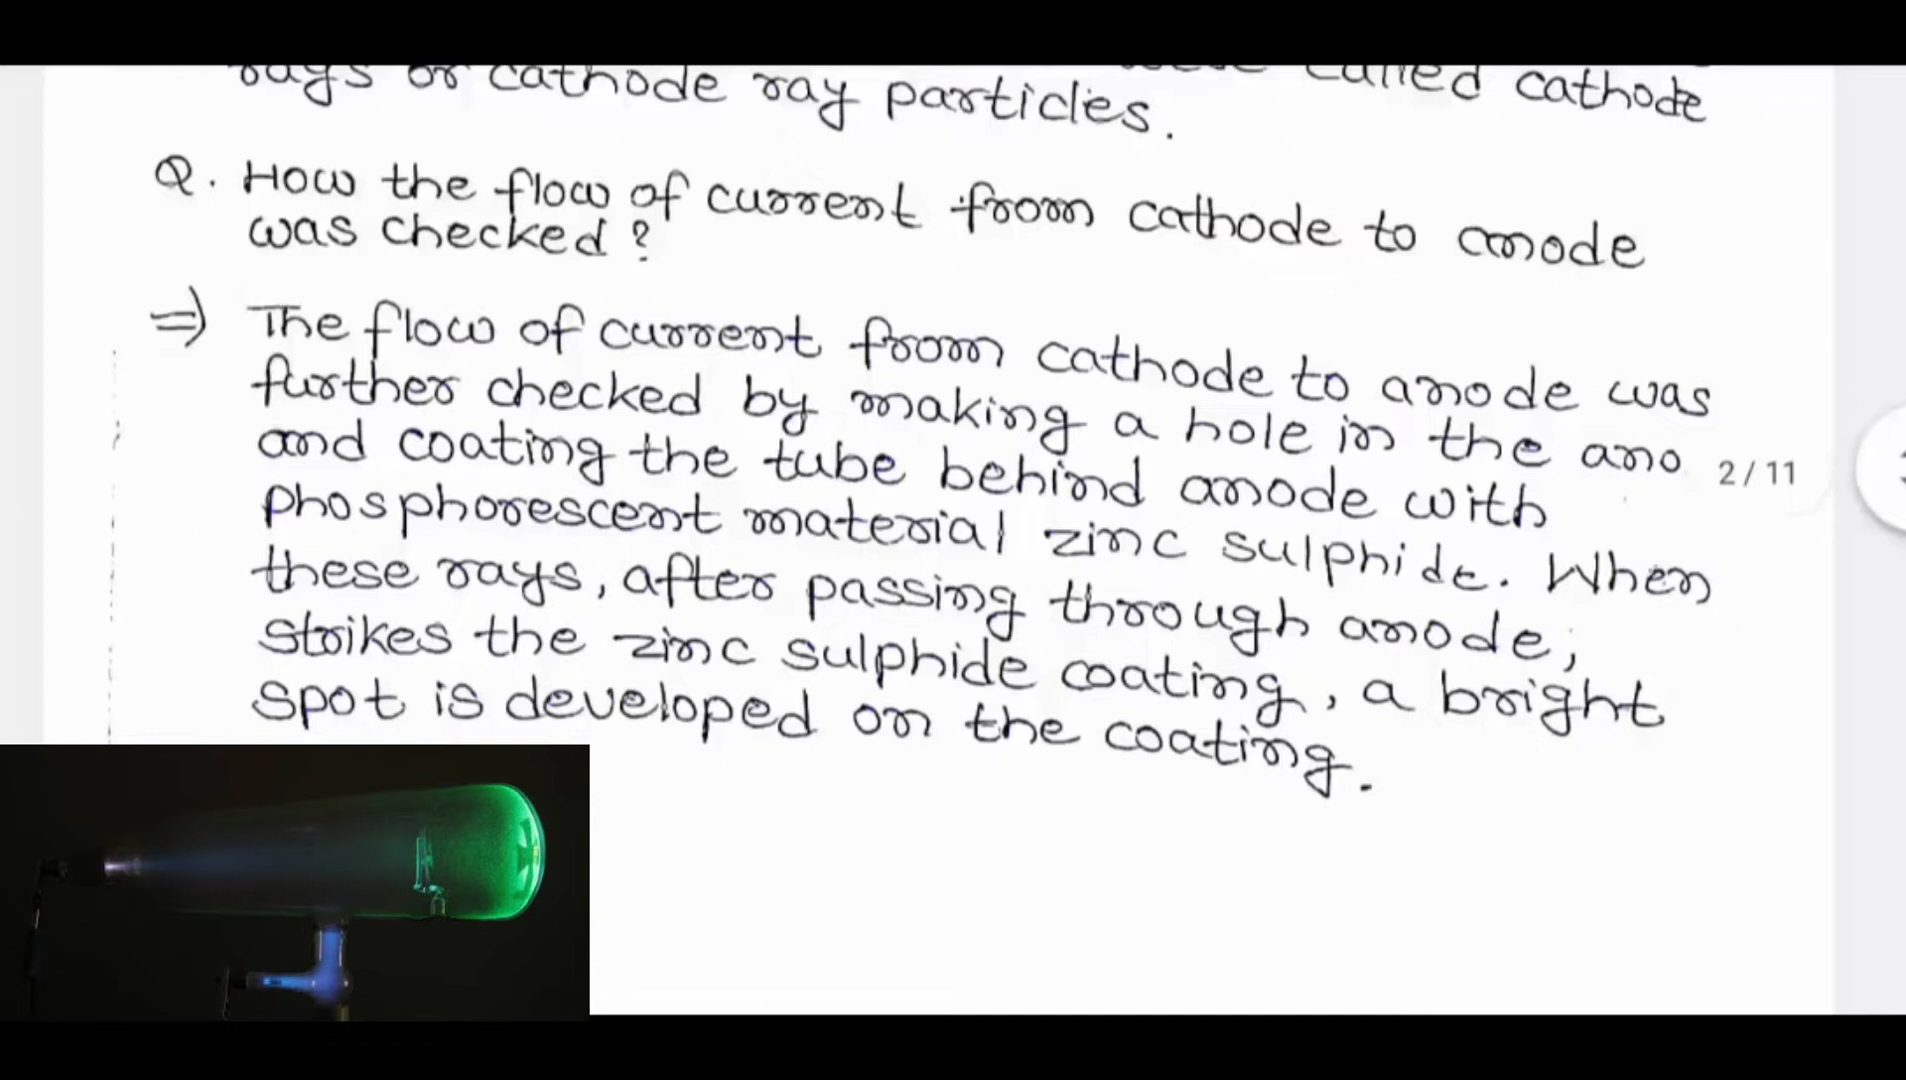 rays or cathode ray particles. were called cathode
Q. How the flow of current from cathode to anode
was checked?
⇒ The flow of current from cathode to anode was
further checked by making a hole in the ano
and coating the tube behind anode with
2/11
phosphorescent material zinc sulphide. When
these rays, after passing through anode,
strikes the zinc sulphide coating, a bright
spot is developed on the coating.